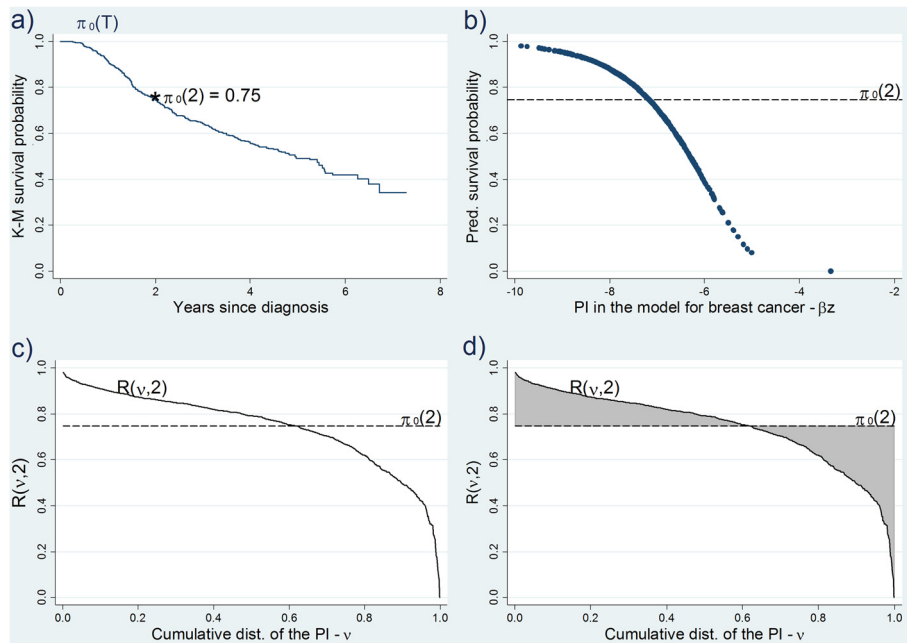 a)
π₀(T)
K-M survival probability
1.0
0.8
0.6
0.4
0.2
0.0
* π₀(2) = 0.75
0 2 4 6 8
Years since diagnosis
b)
Pred. survival probability
1.0
0.8
0.6
0.4
0.2
0.0
π₀(2)
-10 -8 -6 -4 -2
PI in the model for breast cancer - βz
c)
R(ν,2)
1.0
0.8
0.6
0.4
0.2
0.0
R(ν,2)
π₀(2)
0.0 0.2 0.4 0.6 0.8 1.0
Cumulative dist. of the PI - ν
d)
R(ν,2)
1.0
0.8
0.6
0.4
0.2
0.0
R(ν,2)
π₀(2)
0.0 0.2 0.4 0.6 0.8 1.0
Cumulative dist. of the PI - ν